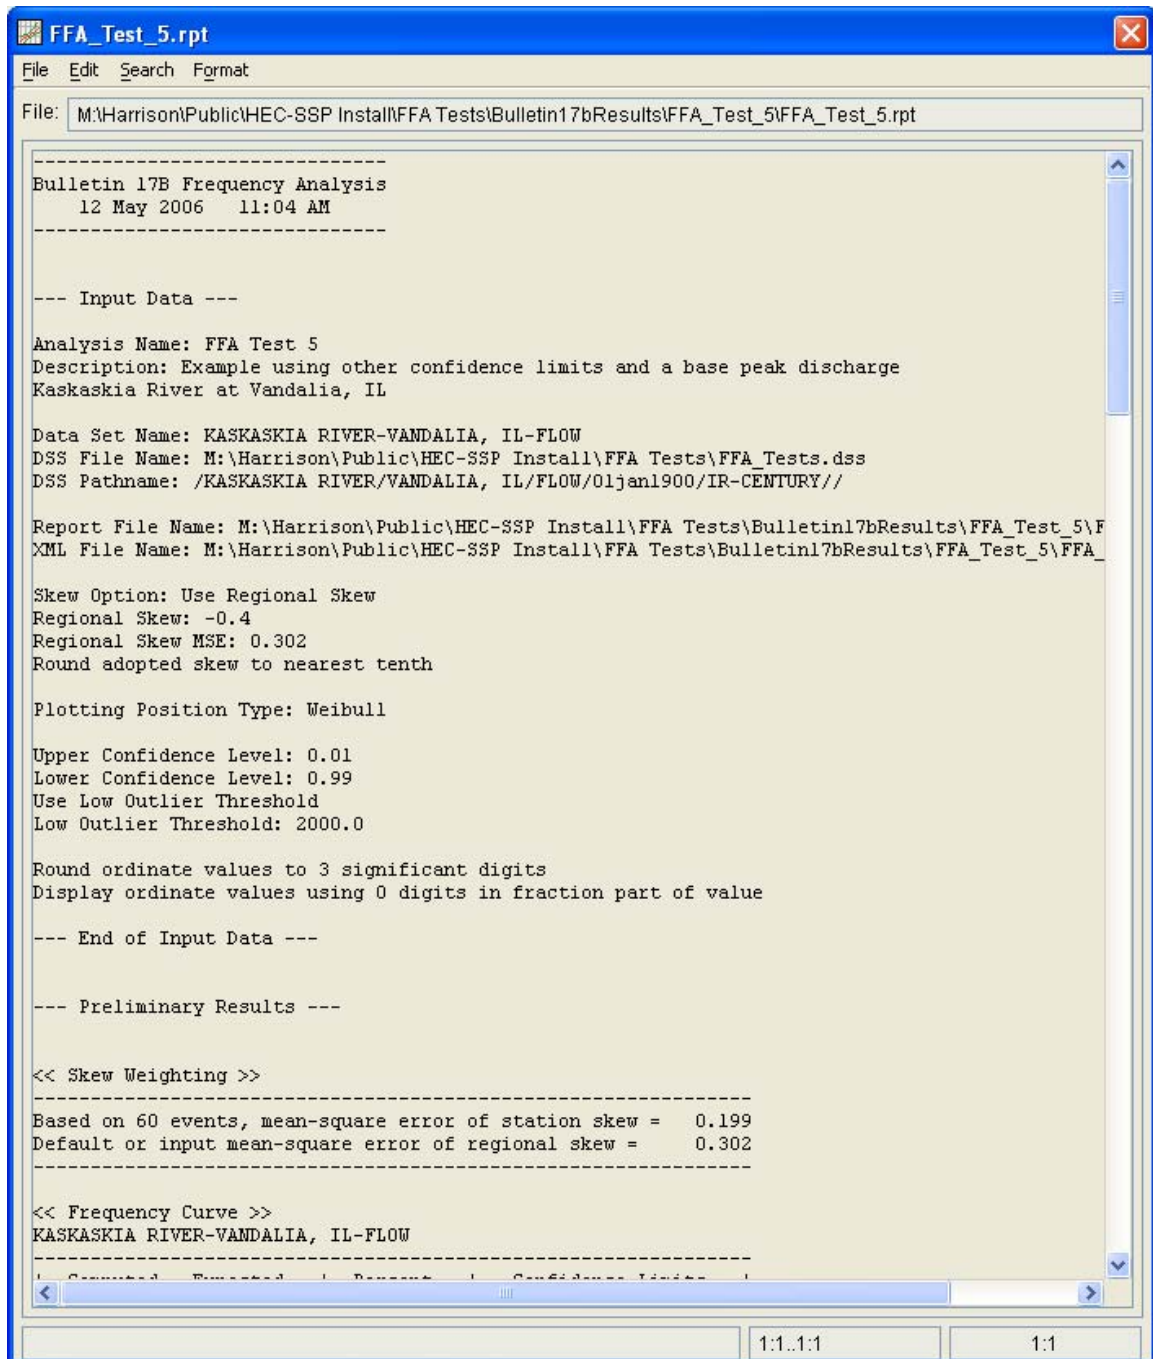 FFA_Test_5.rpt
File Edit Search Format
File: M:\Harrison\Public\HEC-SSP Install\FFA Tests\Bulletin17bResults\FFA_Test_5\FFA_Test_5.rpt
-------------------------------
Bulletin 17B Frequency Analysis
12 May 2006 11:04 AM
-------------------------------
--- Input Data ---
Analysis Name: FFA Test 5
Description: Example using other confidence limits and a base peak discharge
Kaskaskia River at Vandalia, IL
Data Set Name: KASKASKIA RIVER-VANDALIA, IL-FLOW
DSS File Name: M:\Harrison\Public\HEC-SSP Install\FFA Tests\FFA_Tests.dss
DSS Pathname: /KASKASKIA RIVER/VANDALIA, IL/FLOW/01jan1900/IR-CENTURY//
Report File Name: M:\Harrison\Public\HEC-SSP Install\FFA Tests\Bulletin17bResults\FFA_Test_5\F
XML File Name: M:\Harrison\Public\HEC-SSP Install\FFA Tests\Bulletin17bResults\FFA_Test_5\FFA_
Skew Option: Use Regional Skew
Regional Skew: -0.4
Regional Skew MSE: 0.302
Round adopted skew to nearest tenth
Plotting Position Type: Weibull
Upper Confidence Level: 0.01
Lower Confidence Level: 0.99
Use Low Outlier Threshold
Low Outlier Threshold: 2000.0
Round ordinate values to 3 significant digits
Display ordinate values using 0 digits in fraction part of value
--- End of Input Data ---
--- Preliminary Results ---
<< Skew Weighting >>
---------------------------------------------------------------
Based on 60 events, mean-square error of station skew = 0.199
Default or input mean-square error of regional skew = 0.302
---------------------------------------------------------------
<< Frequency Curve >>
KASKASKIA RIVER-VANDALIA, IL-FLOW
---------------------------------------------------------------
1:1..1:1 1:1